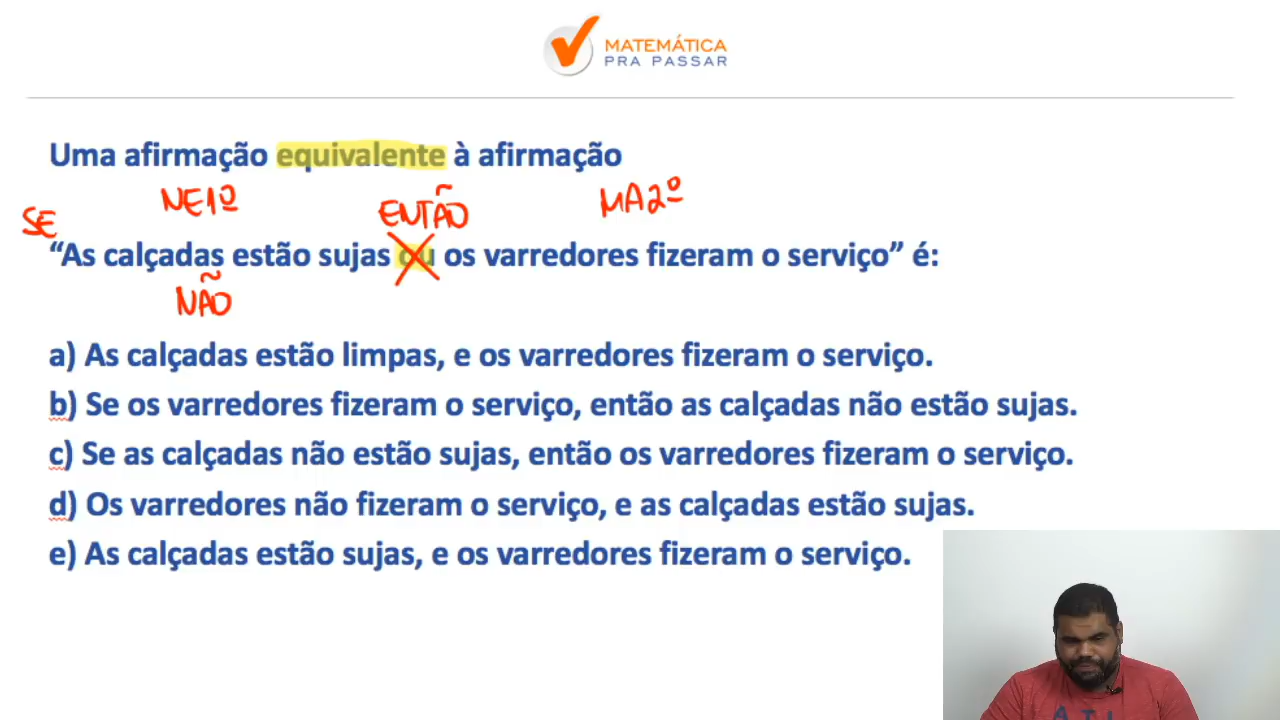 MATEMÁTICA
PRA PASSAR
Uma afirmação equivalente à afirmação
SE NE1º ENTÃO MA2º
“As calçadas estão sujas ou os varredores fizeram o serviço” é:
NÃO
a) As calçadas estão limpas, e os varredores fizeram o serviço.
b) Se os varredores fizeram o serviço, então as calçadas não estão sujas.
c) Se as calçadas não estão sujas, então os varredores fizeram o serviço.
d) Os varredores não fizeram o serviço, e as calçadas estão sujas.
e) As calçadas estão sujas, e os varredores fizeram o serviço.